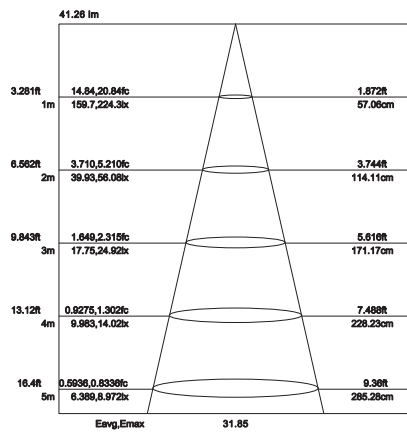 41.26 lm
3.281ft 14.84,20.84fc 1.872ft
1m 159.7,224.3lx 57.06cm
6.562ft 3.710,5.210fc 3.744ft
2m 39.93,56.08lx 114.11cm
9.843ft 1.649,2.315fc 5.616ft
3m 17.75,24.92lx 171.17cm
13.12ft 0.9275,1.302fc 7.488ft
4m 9.983,14.02lx 228.23cm
16.4ft 0.5936,0.8336fc 9.36ft
5m 6.389,8.972lx 285.28cm
Eavg,Emax 31.85